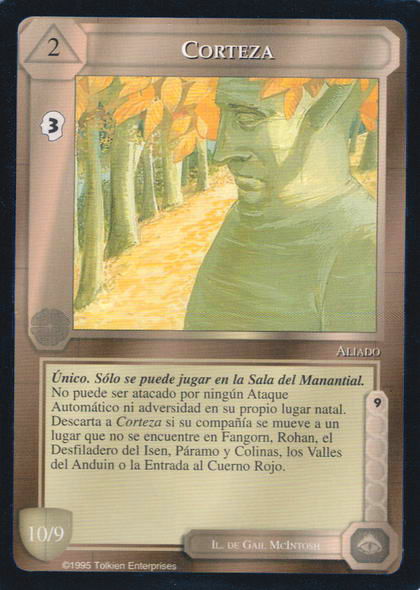 2
CORTEZA
3
ALIADO
Único. Sólo se puede jugar en la Sala del Manantial.
No puede ser atacado por ningún Ataque
Automático ni adversidad en su propio lugar natal.
Descarta a Corteza si su compañía se mueve a un
lugar que no se encuentre en Fangorn, Rohan, el
Desfiladero del Isen, Páramo y Colinas, los Valles
del Anduin o la Entrada al Cuerno Rojo.
9
10/9
IL. DE GAIL MCINTOSH
©1995 Tolkien Enterprises